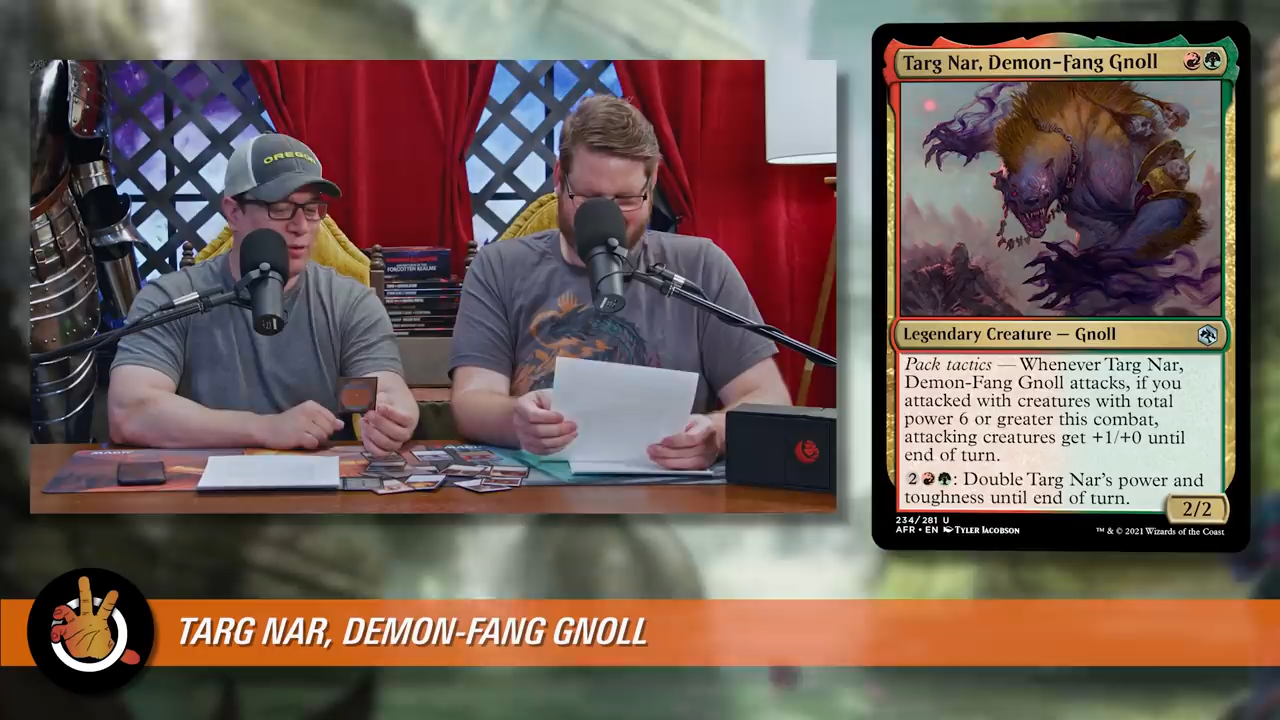 OREGON
FORGOTTEN REALMS
Targ Nar, Demon-Fang Gnoll
Legendary Creature — Gnoll
Pack tactics — Whenever Targ Nar,
Demon-Fang Gnoll attacks, if you
attacked with creatures with total
power 6 or greater this combat,
attacking creatures get +1/+0 until
end of turn.
2: Double Targ Nar's power and
toughness until end of turn.
2/2
234/281 U
AFR • EN Tyler Jacobson
™ & © 2021 Wizards of the Coast
TARG NAR, DEMON-FANG GNOLL